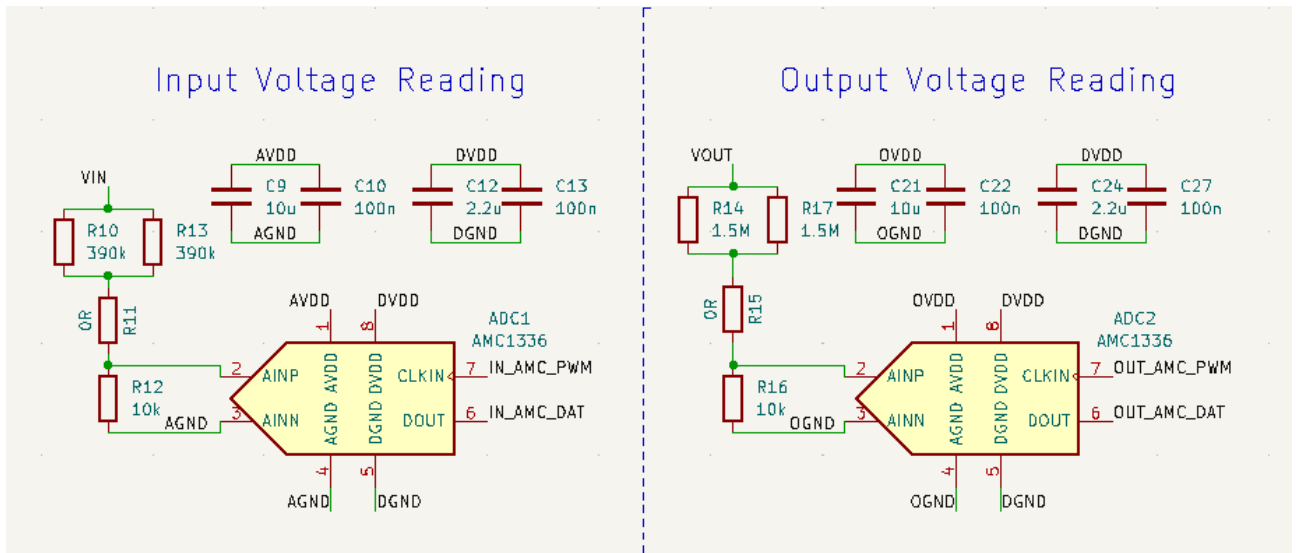 Input Voltage Reading
VIN
R10
390k
R13
390k
0R
R11
R12
10k
AVDD
C9
10u
C10
100n
AGND
DVDD
C12
2.2u
C13
100n
DGND
AVDD
DVDD
1
8
ADC1
AMC1336
2
AINP
3
AINN
AGND
AGND AVDD
DGND DVDD
CLKIN
7
IN_AMC_PWM
DOUT
6
IN_AMC_DAT
4
5
AGND
DGND
Output Voltage Reading
VOUT
R14
1.5M
R17
1.5M
0R
R15
R16
10k
OVDD
C21
10u
C22
100n
OGND
DVDD
C24
2.2u
C27
100n
DGND
OVDD
DVDD
1
8
ADC2
AMC1336
2
AINP
3
AINN
OGND
AGND AVDD
DGND DVDD
CLKIN
7
OUT_AMC_PWM
DOUT
6
OUT_AMC_DAT
4
5
OGND
DGND